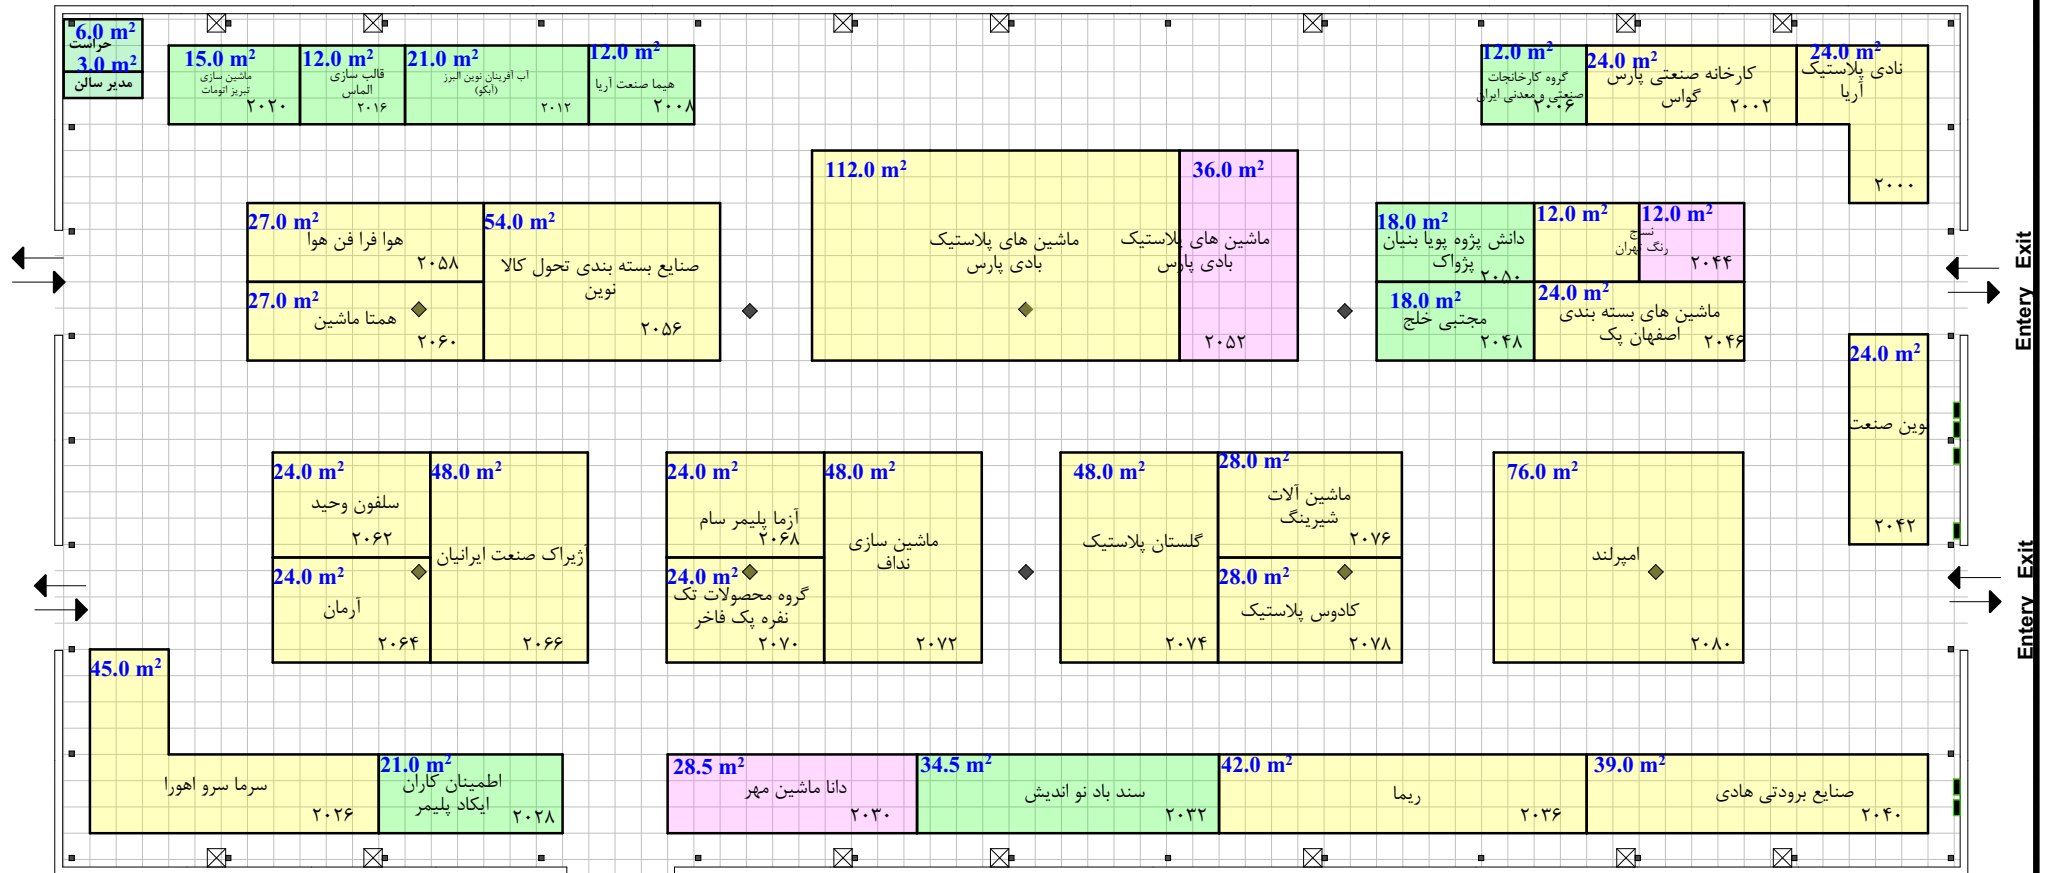 6.0 m²
حراست
3.0 m²
مدیر سالن
15.0 m²
ماشین سازی
تبریز اتومات
۲۰۲۰
12.0 m²
قالب سازی
الماس
۲۰۱۶
21.0 m²
آب آفرینان نوین البرز
(آبکو)
۲۰۱۲
12.0 m²
هیما صنعت آریا
۲۰۰۸
12.0 m²
گروه کارخانجات
صنعتی و معدنی ایران
۲۰۰۶
24.0 m²
کارخانه صنعتی پارس
گواس
۲۰۰۲
24.0 m²
نادی پلاستیک
آریا
۲۰۰۰
27.0 m²
هوا فرا فن هوا
۲۰۵۸
27.0 m²
همتا ماشین
۲۰۶۰
54.0 m²
صنایع بسته بندی تحول کالا
نوین
۲۰۵۶
112.0 m²
ماشین های پلاستیک
بادی پارس
36.0 m²
ماشین های پلاستیک
بادی پارس
۲۰۵۲
18.0 m²
دانش پژوه پویا بنیان
پژواک
۲۰۵۰
12.0 m²
12.0 m²
نساج
رنگ تهران
۲۰۴۴
18.0 m²
مجتبی خلج
۲۰۴۸
24.0 m²
ماشین های بسته بندی
اصفهان پک
۲۰۴۶
Entery Exit
24.0 m²
نوین صنعت
۲۰۴۲
24.0 m²
سلفون وحید
۲۰۶۲
24.0 m²
آرمان
۲۰۶۴
48.0 m²
آژیراک صنعت ایرانیان
۲۰۶۶
24.0 m²
آزما پلیمر سام
۲۰۶۸
24.0 m²
گروه محصولات تک
نفره پک فاخر
۲۰۷۰
48.0 m²
ماشین سازی
نداف
۲۰۷۲
48.0 m²
گلستان پلاستیک
۲۰۷۴
28.0 m²
ماشین آلات
شیرینگ
۲۰۷۶
28.0 m²
کادوس پلاستیک
۲۰۷۸
76.0 m²
امپرلند
۲۰۸۰
Entery Exit
45.0 m²
سرما سرو اهورا
۲۰۲۶
21.0 m²
اطمینان کاران
ایکاد پلیمر
۲۰۲۸
28.5 m²
دانا ماشین مهر
۲۰۳۰
34.5 m²
سند باد نو اندیش
۲۰۳۲
42.0 m²
ریما
۲۰۳۶
39.0 m²
صنایع برودتی هادی
۲۰۴۰